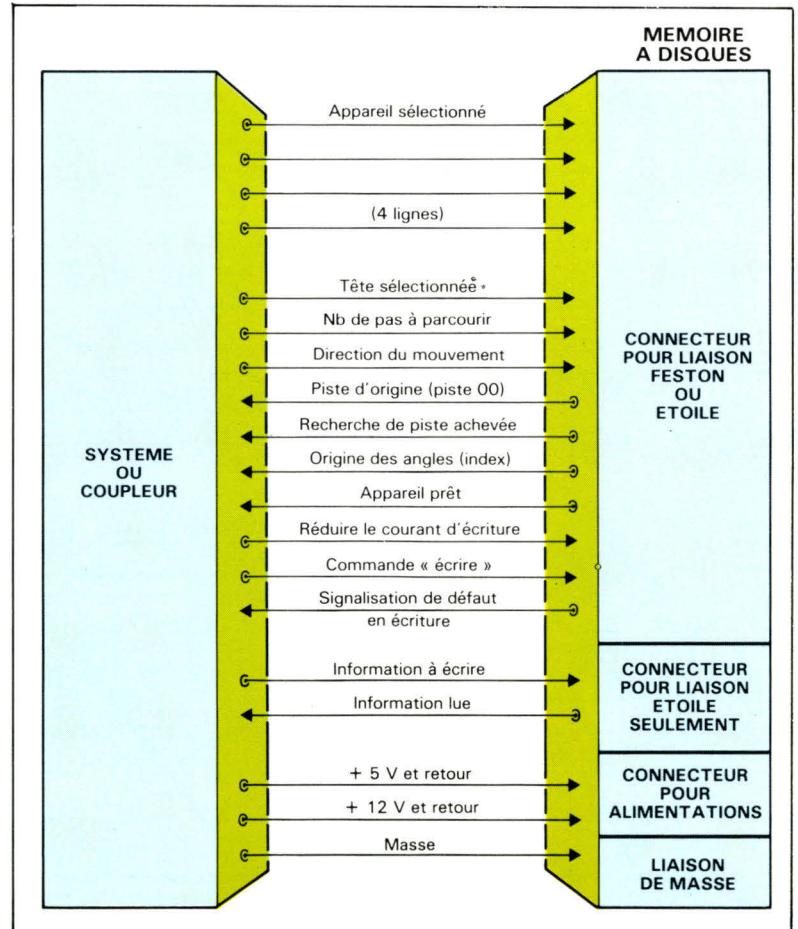 MEMOIRE
A DISQUES
Appareil sélectionné
(4 lignes)
Tête sélectionnée
Nb de pas à parcourir
Direction du mouvement
Piste d'origine (piste 00)
Recherche de piste achevée
Origine des angles (index)
Appareil prêt
Réduire le courant d'écriture
Commande « écrire »
Signalisation de défaut
en écriture
Information à écrire
Information lue
+ 5 V et retour
+ 12 V et retour
Masse
SYSTEME
OU
COUPLEUR
CONNECTEUR
POUR LIAISON
FESTON
OU
ETOILE
CONNECTEUR
POUR LIAISON
ETOILE
SEULEMENT
CONNECTEUR
POUR
ALIMENTATIONS
LIAISON
DE MASSE